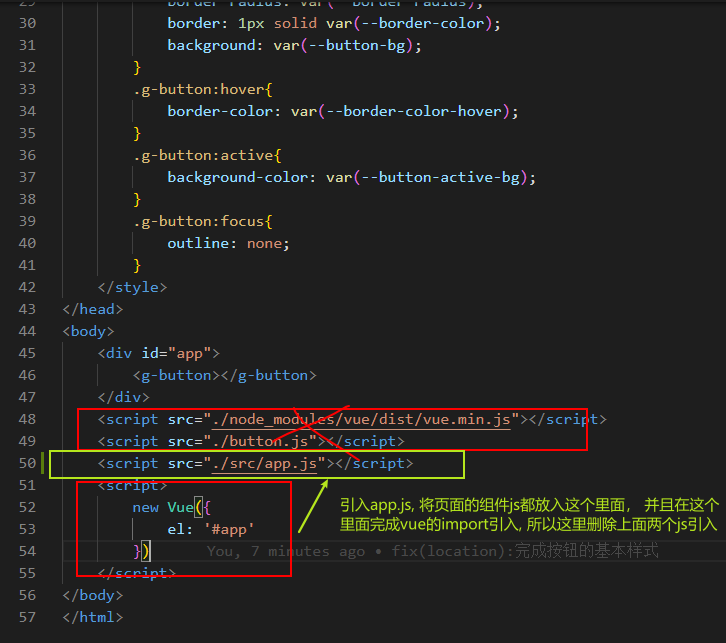 29 border-radius: var(--border-radius);
30 border: 1px solid var(--border-color);
31 background: var(--button-bg);
32 }
33 .g-button:hover{
34 border-color: var(--border-color-hover);
35 }
36 .g-button:active{
37 background-color: var(--button-active-bg);
38 }
39 .g-button:focus{
40 outline: none;
41 }
42 </style>
43 </head>
44 <body>
45 <div id="app">
46 <g-button></g-button>
47 </div>
48 <script src="./node_modules/vue/dist/vue.min.js"></script>
49 <script src="./button.js"></script>
50 <script src="./src/app.js"></script>
51 <script>
52 new Vue({
53 el: '#app'
54 }) You, 7 minutes ago • fix(location):完成按钮的基本样式
55 </script>
56 </body>
57 </html>
引入app.js, 将页面的组件js都放入这个里面， 并且在这个
里面完成vue的import引入, 所以这里删除上面两个js引入